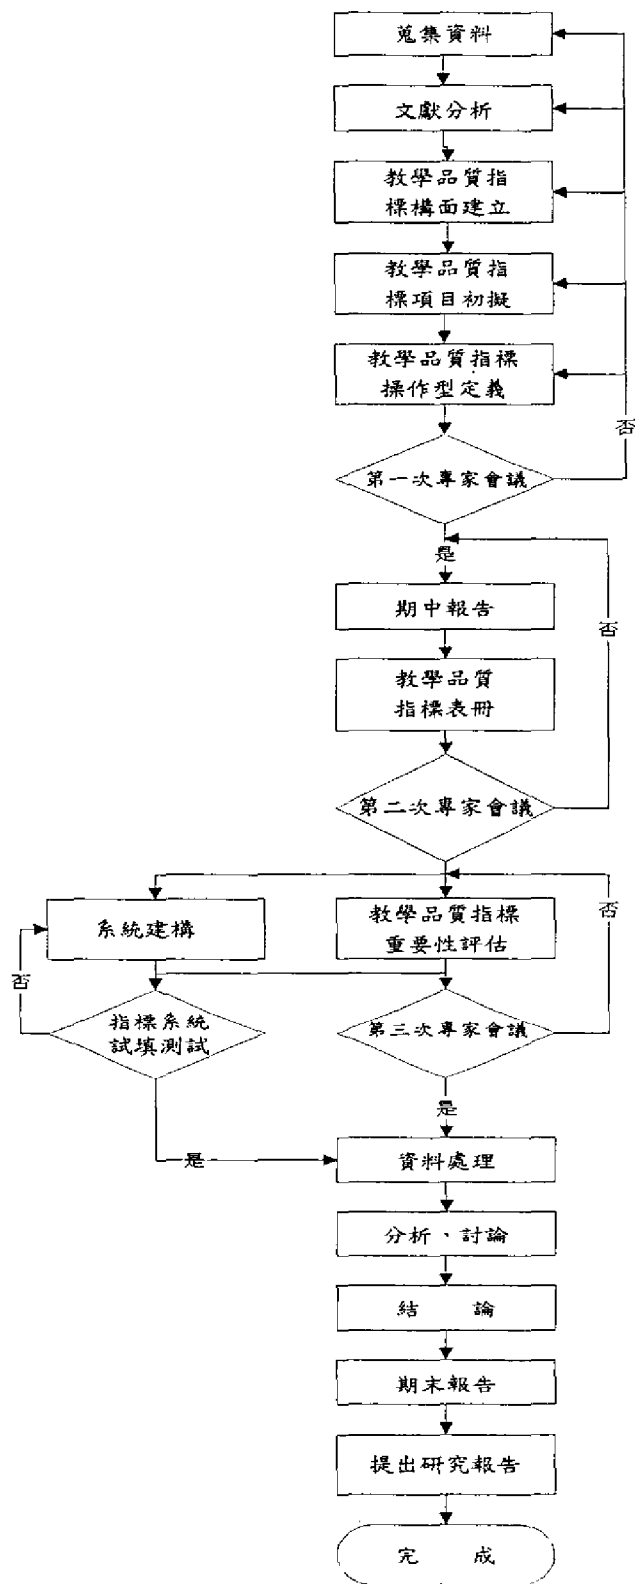 蒐集資料
文獻分析
教學品質指
標構面建立
教學品質指
標項目初擬
教學品質指標
操作型定義
否
第一次專家會議
是
期中報告
否
教學品質
指標表冊
第二次專家會議
系統建構
教學品質指標
重要性評估
否
否
指標系統
試填測試
第三次專家會議
是
是
資料處理
分析、討論
結 論
期末報告
提出研究報告
完 成